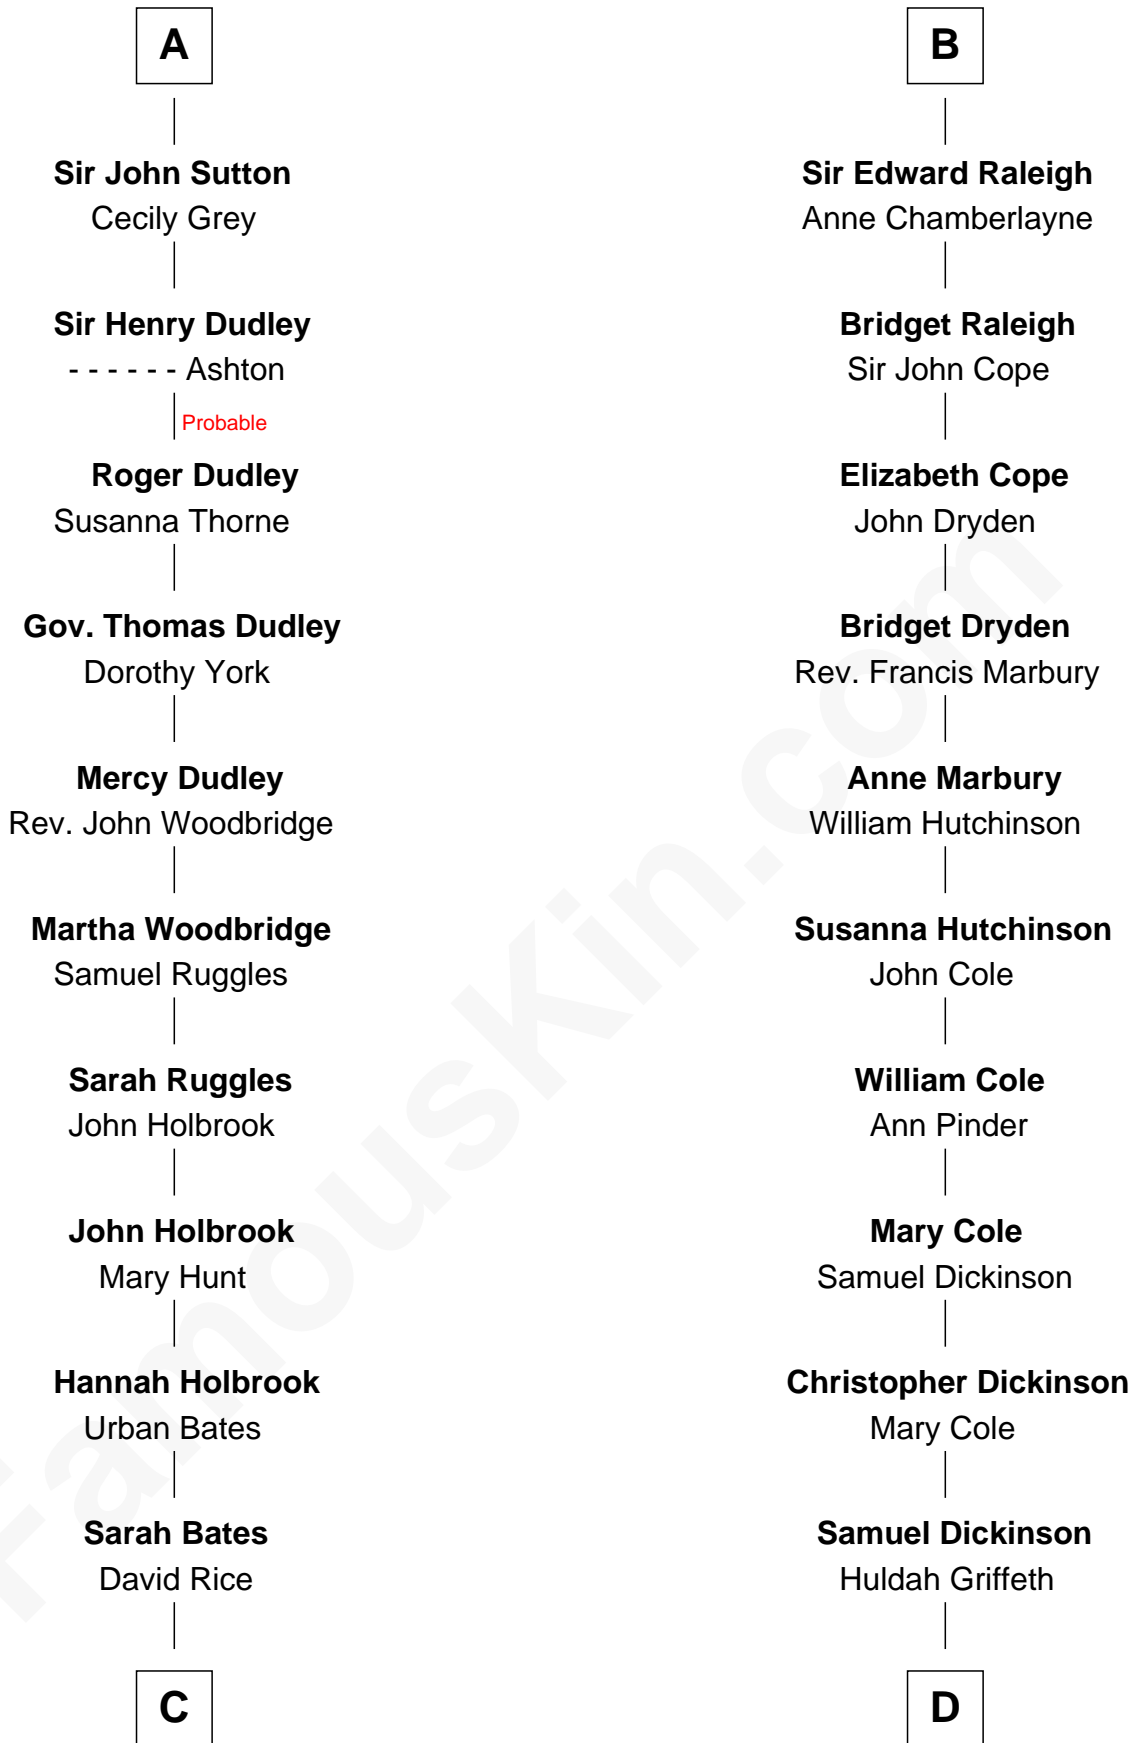 A
Sir John Sutton
Cecily Grey
Sir Henry Dudley
- - - - - - Ashton
Probable
Roger Dudley
Susanna Thorne
Gov. Thomas Dudley
Dorothy York
Mercy Dudley
Rev. John Woodbridge
Martha Woodbridge
Samuel Ruggles
Sarah Ruggles
John Holbrook
John Holbrook
Mary Hunt
Hannah Holbrook
Urban Bates
Sarah Bates
David Rice
C
B
Sir Edward Raleigh
Anne Chamberlayne
Bridget Raleigh
Sir John Cope
Elizabeth Cope
John Dryden
Bridget Dryden
Rev. Francis Marbury
Anne Marbury
William Hutchinson
Susanna Hutchinson
John Cole
William Cole
Ann Pinder
Mary Cole
Samuel Dickinson
Christopher Dickinson
Mary Cole
Samuel Dickinson
Huldah Griffeth
D
FamousKin.com